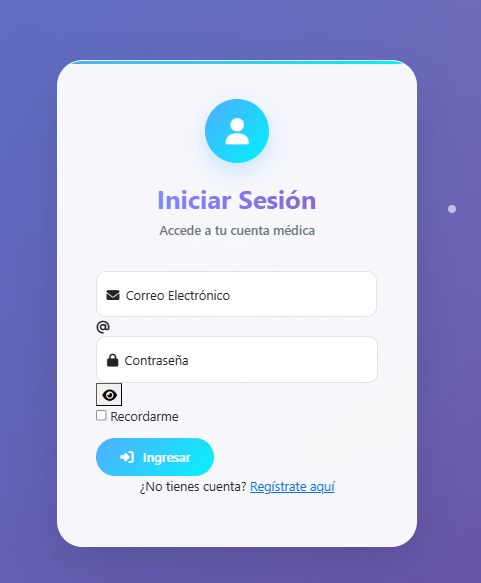 Iniciar Sesión
Accede a tu cuenta médica
Correo Electrónico
@
Contraseña
Recordarme
Ingresar
¿No tienes cuenta? Regístrate aquí